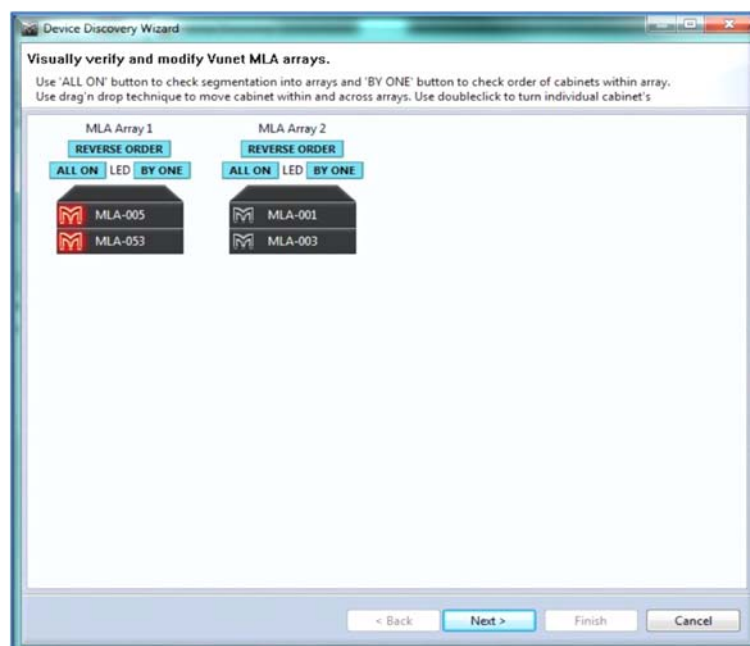 Device Discovery Wizard
Visually verify and modify Vunet MLA arrays.
Use 'ALL ON' button to check segmentation into arrays and 'BY ONE' button to check order of cabinets within array.
Use drag'n drop technique to move cabinet within and across arrays. Use doubleclick to turn individual cabinet's
MLA Array 1 MLA Array 2
REVERSE ORDER REVERSE ORDER
ALL ON LED BY ONE ALL ON LED BY ONE
MLA-005 MLA-001
MLA-053 MLA-003
< Back Next > Finish Cancel